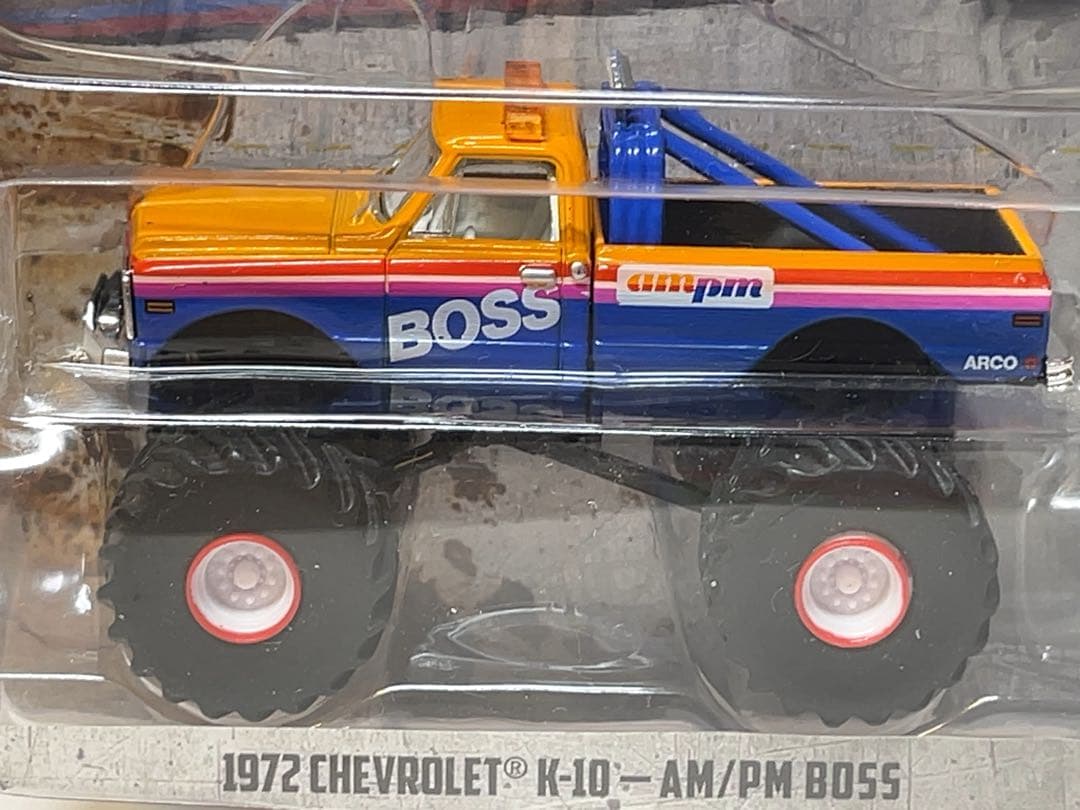 BOSS
ampm
ARCO
1972 CHEVROLET® K-10 — AM/PM BOSS